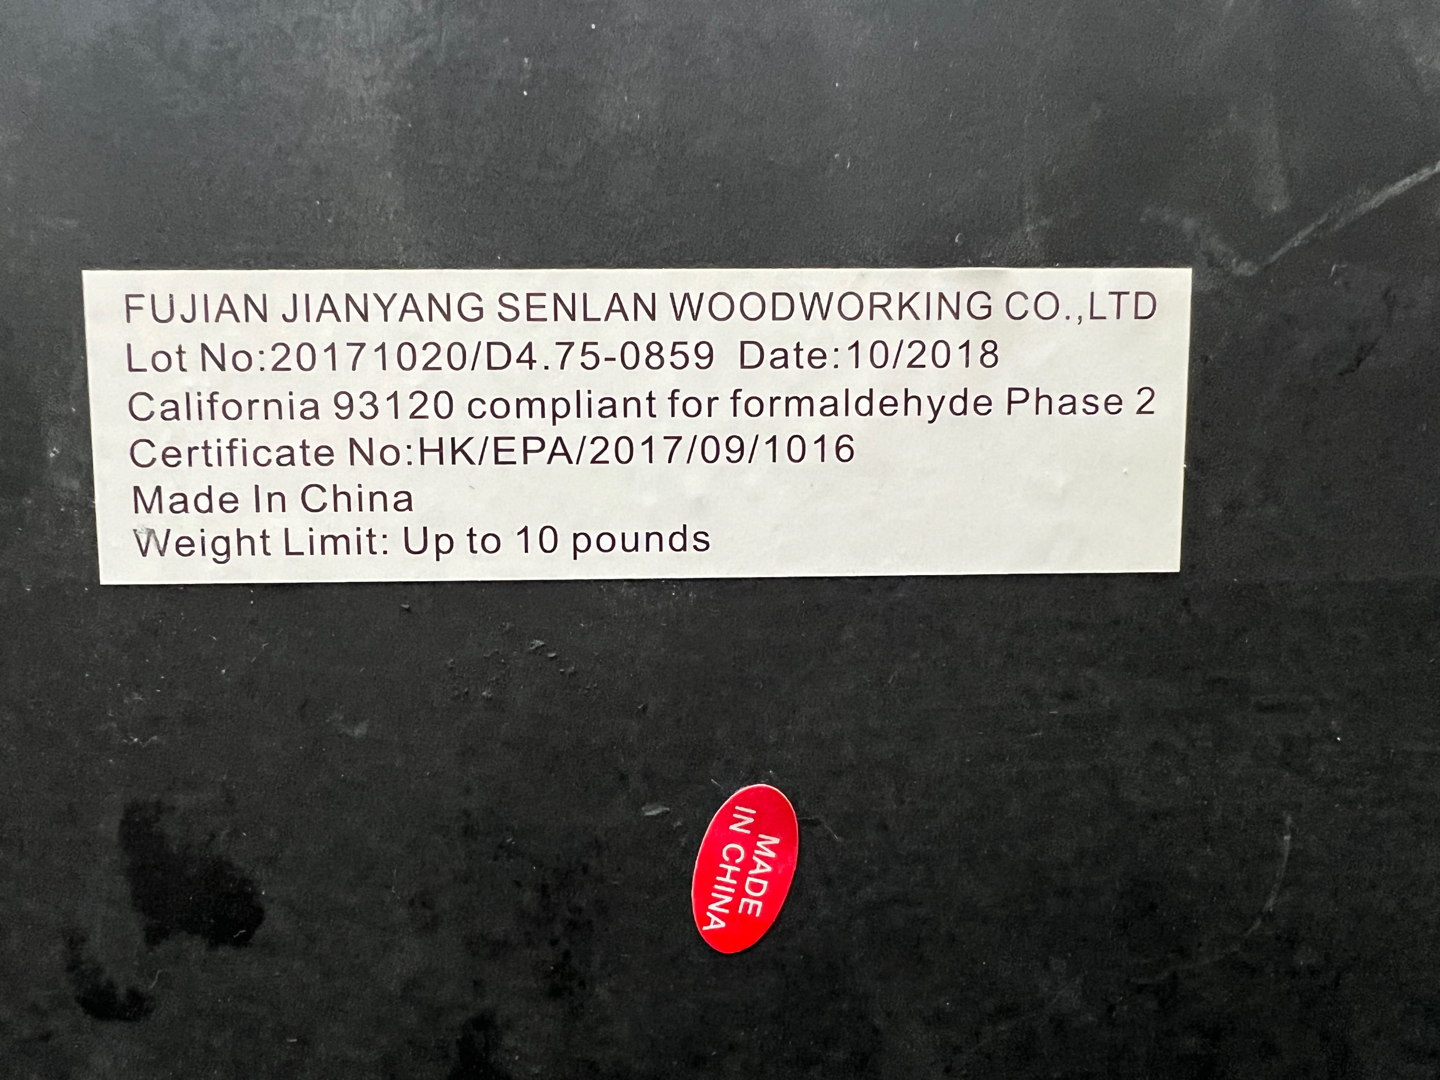 FUJIAN JIANYANG SENLAN WOODWORKING CO.,LTD
Lot No:20171020/D4.75-0859 Date:10/2018
California 93120 compliant for formaldehyde Phase 2
Certificate No:HK/EPA/2017/09/1016
Made In China
Weight Limit: Up to 10 pounds
MADE
IN CHINA